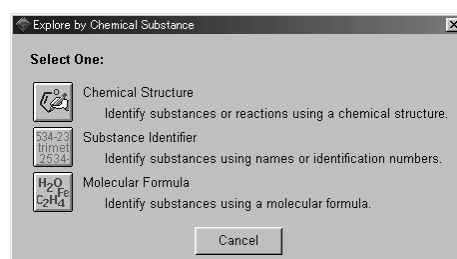 Explore by Chemical Substance
Select One:
Chemical Structure
Identify substances or reactions using a chemical structure.
534-23
trimet
2534-
Substance Identifier
Identify substances using names or identification numbers.
H2O
Fe
C2H4
Molecular Formula
Identify substances using a molecular formula.
Cancel